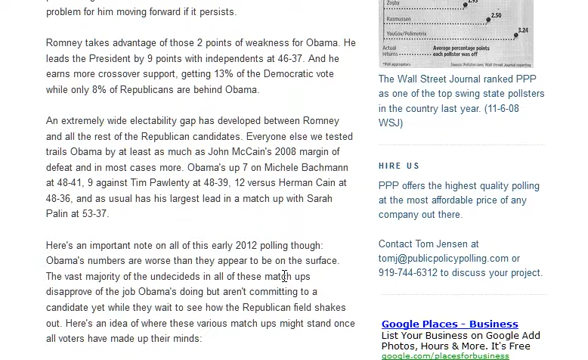 problem for him moving forward if it persists.
Romney takes advantage of those 2 points of weakness for Obama. He
leads the President by 9 points with independents at 46-37. And he
earns more crossover support, getting 13% of the Democratic vote
while only 8% of Republicans are behind Obama.
An extremely wide electability gap has developed between Romney
and all the rest of the Republican candidates. Everyone else we tested
trails Obama by at least as much as John McCain's 2008 margin of
defeat and in most cases more. Obama's up 7 on Michele Bachmann
at 48-41, 9 against Tim Pawlenty at 48-39, 12 versus Herman Cain at
48-36, and as usual has his largest lead in a match up with Sarah
Palin at 53-37.
Here's an important note on all of this early 2012 polling though:
Obama's numbers are worse than they appear to be on the surface.
The vast majority of the undecideds in all of these match ups
disapprove of the job Obama's doing but aren't committing to a
candidate yet while they wait to see how the Republican field shakes
out. Here's an idea of where these various match ups might stand once
all voters have made up their minds:
Zogby
Rasmussen
2.50
YouGov/Polimetrix
3.24
Actual
returns
Average percentage points
each pollster was off
The Wall Street Journal ranked PPP
as one of the top swing state pollsters
in the country last year. (11-6-08
WSJ)
HIRE US
PPP offers the highest quality polling
at the most affordable price of any
company out there.
Contact Tom Jensen at
tomj@publicpolicypolling.com or
919-744-6312 to discuss your project.
Google Places - Business
List Your Business on Google Add
Photos, Hours & More. It's Free
google.com/placesforbusiness